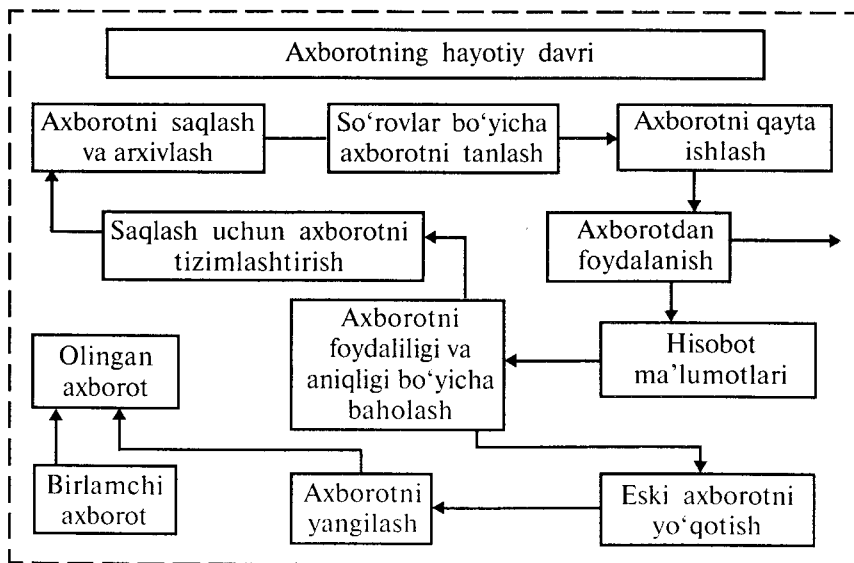 Axborotning hayotiy davri
Axborotni saqlash
va arxivlash
So‘rovlar bo‘yicha
axborotni tanlash
Axborotni qayta
ishlash
Saqlash uchun axborotni
tizimlashtirish
Axborotdan
foydalanish
Axborotni
foydaliligi va
aniqligi bo‘yicha
baholash
Hisobot
ma’lumotlari
Olingan
axborot
Birlamchi
axborot
Axborotni
yangilash
Eski axborotni
yo‘qotish